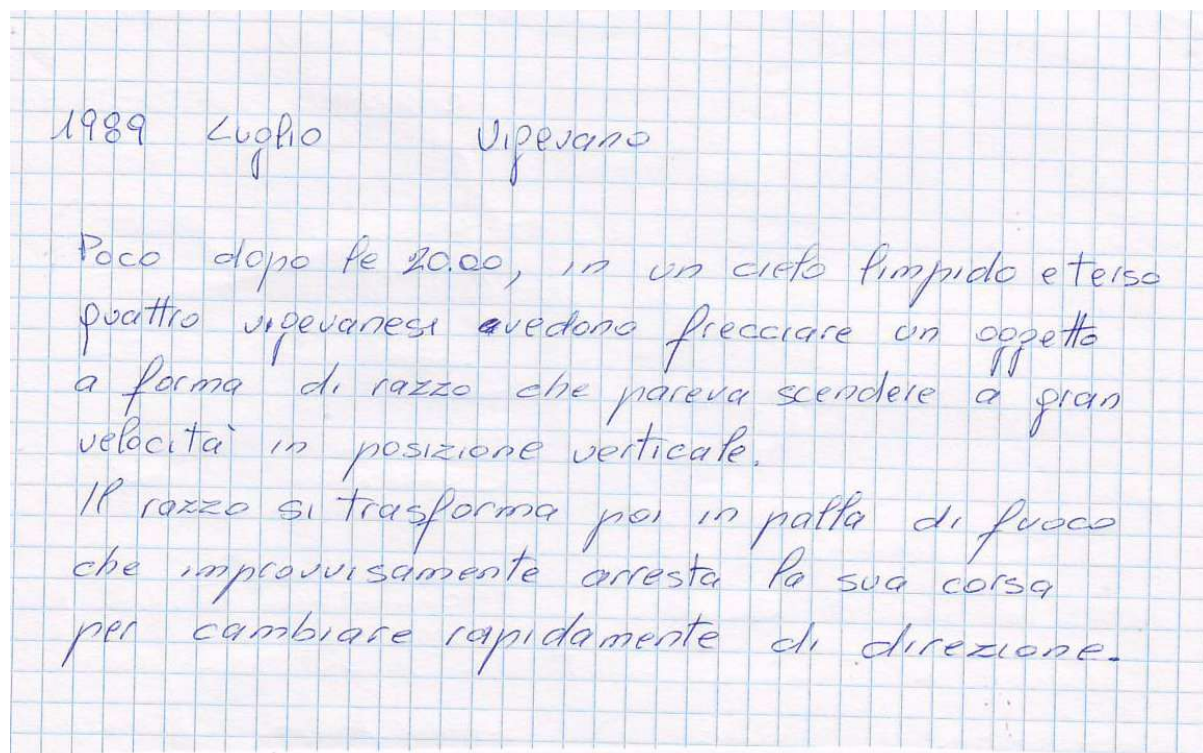 1989 Luglio Vigevano
Poco dopo le 20.00, in un cielo limpido e terso
quattro vigevanesi vedono frecciare un oggetto
a forma di razzo che pareva scendere a gran
velocità in posizione verticale.
Il razzo si trasforma poi in palla di fuoco
che improvvisamente arresta la sua corsa
per cambiare rapidamente di direzione.